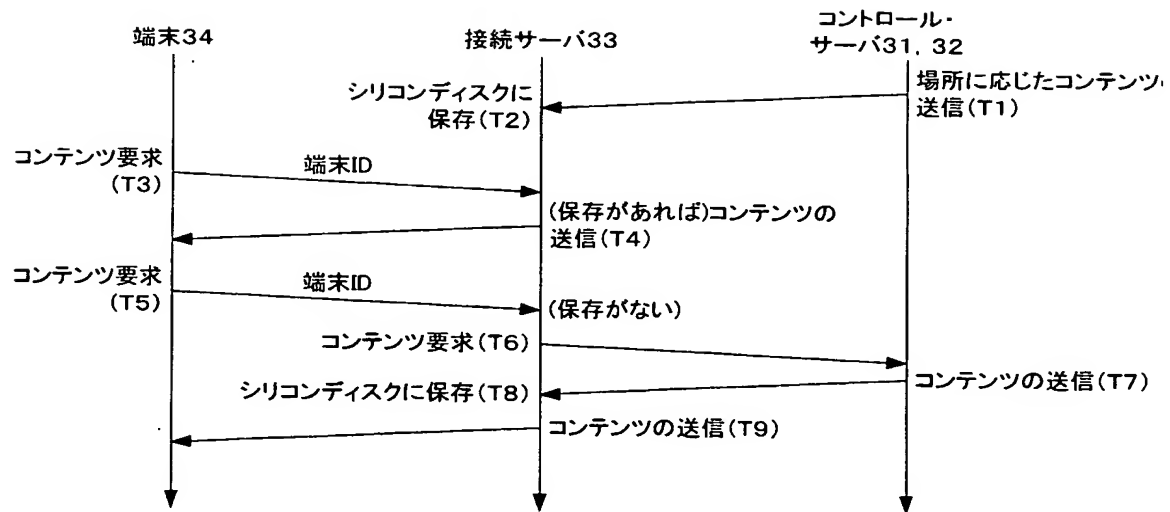 端末34
接続サーバ33
コントロール・
サーバ31, 32
場所に応じたコンテンツ
送信(T1)
シリコンディスクに
保存(T2)
コンテンツ要求
(T3)
端末ID
(保存があれば)コンテンツの
送信(T4)
コンテンツ要求
(T5)
端末ID
(保存がない)
コンテンツ要求(T6)
コンテンツの送信(T7)
シリコンディスクに保存(T8)
コンテンツの送信(T9)